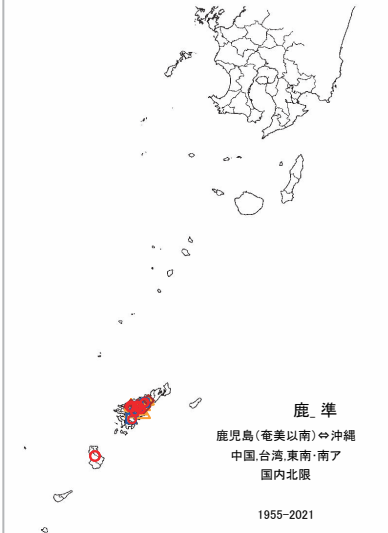 鹿_準
鹿児島(奄美以南)⇔沖縄
中国,台湾,東南･南ア
国内北限
1955-2021